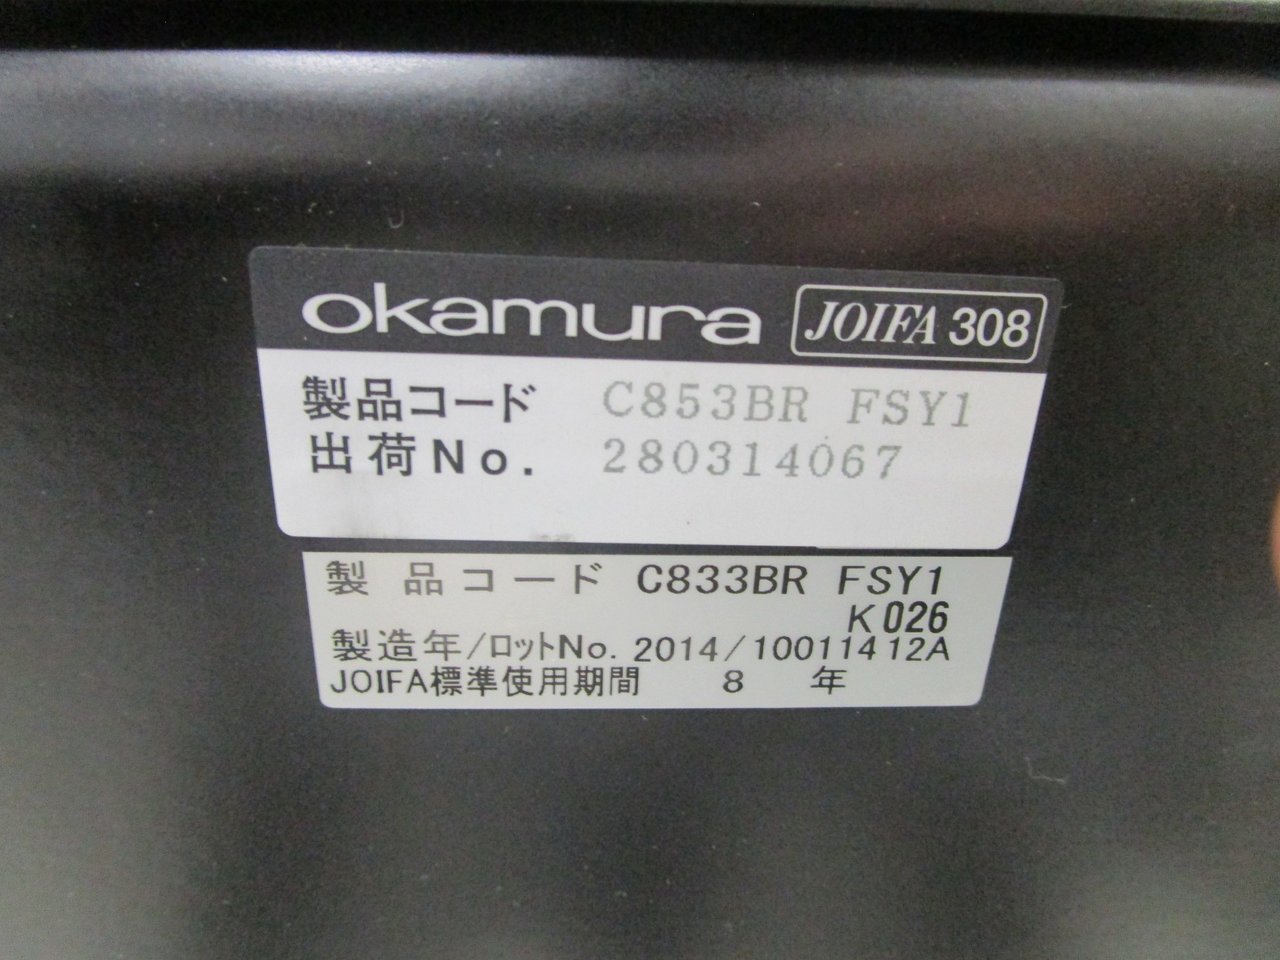 okamura JOIFA 308
製品コード C853BR FSY1
出荷No. 280314067
製品コード C833BR FSY1
K026
製造年/ロットNo. 2014/10011412A
JOIFA標準使用期間 8 年